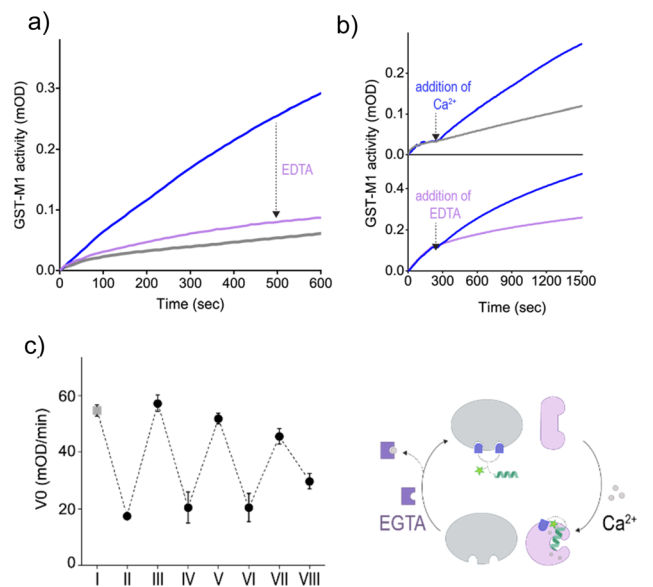 a)
GST-M1 activity (mOD)
0.3
0.2
0.1
0.0
EDTA
0 100 200 300 400 500 600
Time (sec)
b)
GST-M1 activity (mOD)
0.2
0.1
0.0
addition of
Ca²⁺
0.4
0.2
0.0
addition of
EDTA
0 300 600 900 1200 1500
Time (sec)
c)
V0 (mOD/min)
60
40
20
0
I II III IV V VI VII VIII
EGTA
Ca²⁺